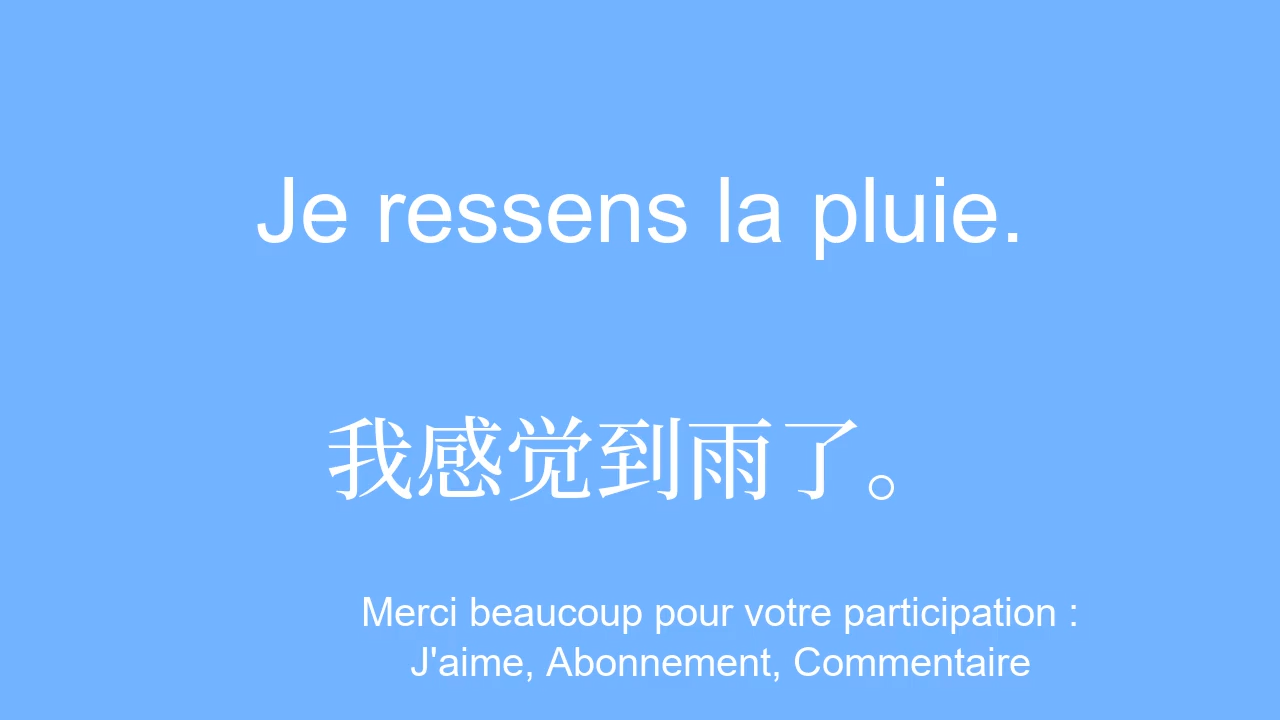 Je ressens la pluie.
我感觉到雨了。
Merci beaucoup pour votre participation :
J'aime, Abonnement, Commentaire